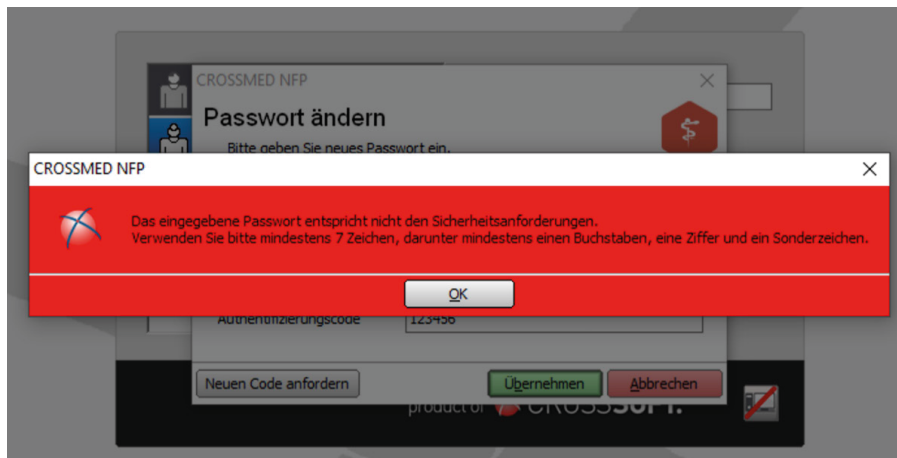 CROSSMED NFP
Passwort ändern
Bitte geben Sie neues Passwort ein.
CROSSMED NFP
Das eingegebene Passwort entspricht nicht den Sicherheitsanforderungen.
Verwenden Sie bitte mindestens 7 Zeichen, darunter mindestens einen Buchstaben, eine Ziffer und ein Sonderzeichen.
OK
Authentifizierungscode 123456
Neuen Code anfordern Übernehmen Abbrechen
product of CROSSSOFT.